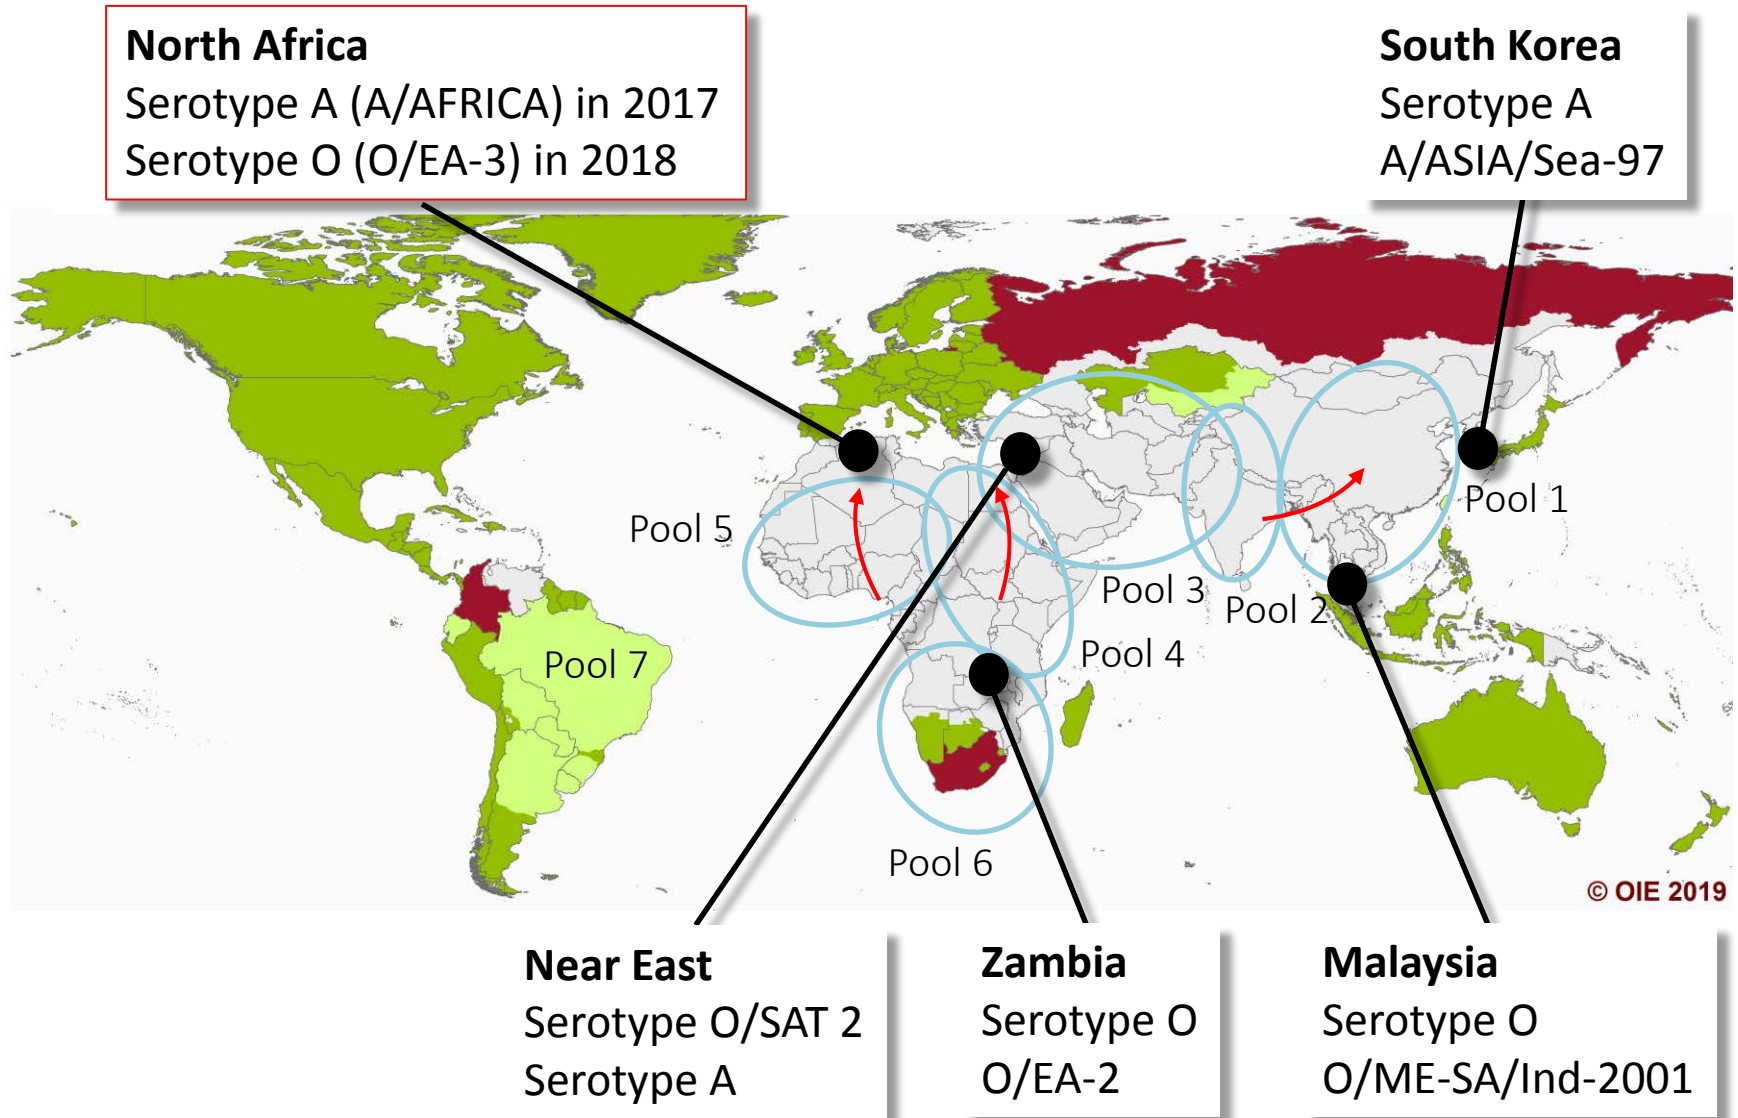 North Africa
Serotype A (A/AFRICA) in 2017
Serotype O (O/EA-3) in 2018
South Korea
Serotype A
A/ASIA/Sea-97
Pool 5
Pool 1
Pool 3
Pool 2
Pool 4
Pool 7
Pool 6
© OIE 2019
Near East
Serotype O/SAT 2
Serotype A
Zambia
Serotype O
O/EA-2
Malaysia
Serotype O
O/ME-SA/Ind-2001